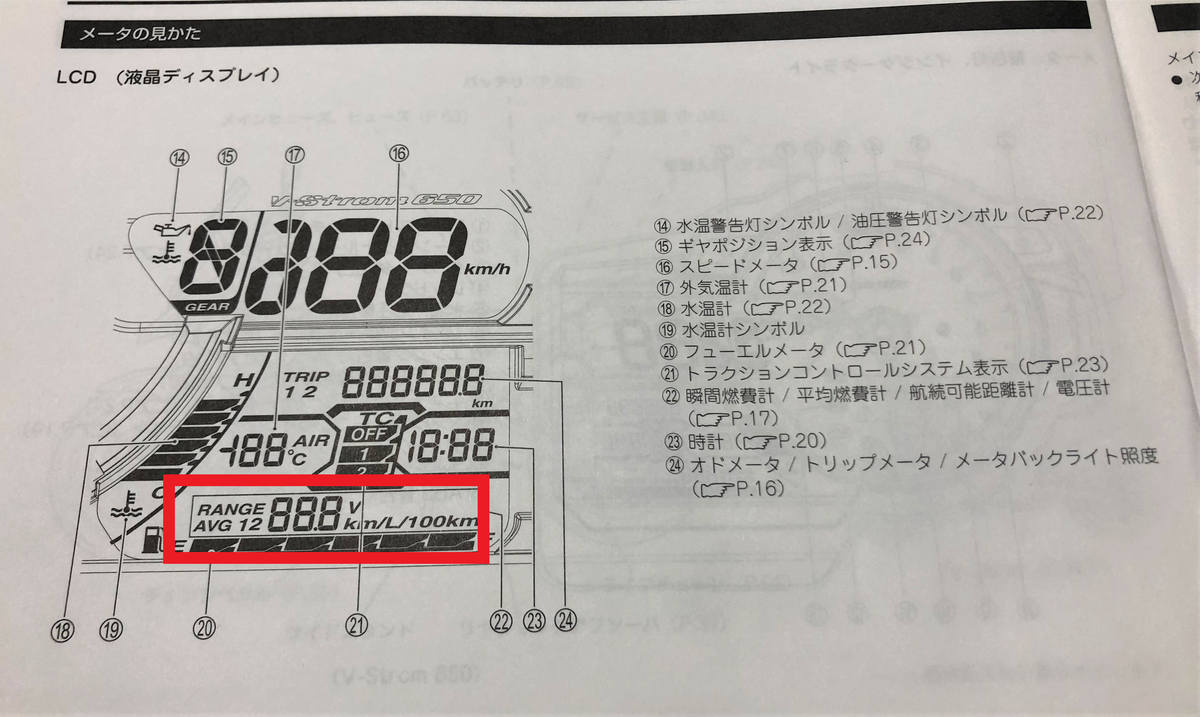 メータの見かた
LCD （液晶ディスプレイ）
⑭ ⑮ ⑰ ⑯
V-Strom 650
8 888 km/h
GEAR
H
TRIP
1 2
888888
km
TC
OFF
1
2
-188℃ AIR
18:88
C
RANGE
AVG 12
88.8
V
km/L/100km
E
⑱ ⑲ ⑳ ㉑ ㉒ ㉓ ㉔
⑭ 水温警告灯シンボル / 油圧警告灯シンボル（☞P.22）
⑮ ギヤポジション表示（☞P.24）
⑯ スピードメータ（☞P.15）
⑰ 外気温計（☞P.21）
⑱ 水温計（☞P.22）
⑲ 水温計シンボル
⑳ フューエルメータ（☞P.21）
㉑ トラクションコントロールシステム表示（☞P.23）
㉒ 瞬間燃費計 / 平均燃費計 / 航続可能距離計 / 電圧計
（☞P.17）
㉓ 時計（☞P.20）
㉔ オドメータ / トリップメータ / メータバックライト照度
（☞P.16）
メイ
● 次